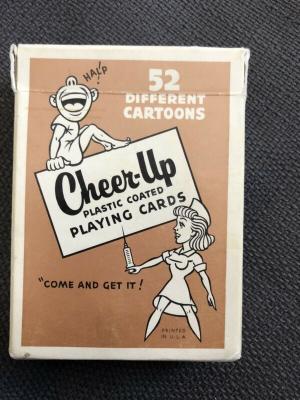 HALP!
52
DIFFERENT
CARTOONS
Cheer-Up
PLASTIC COATED
PLAYING CARDS
"COME AND GET IT!
PRINTED
IN U.S.A.